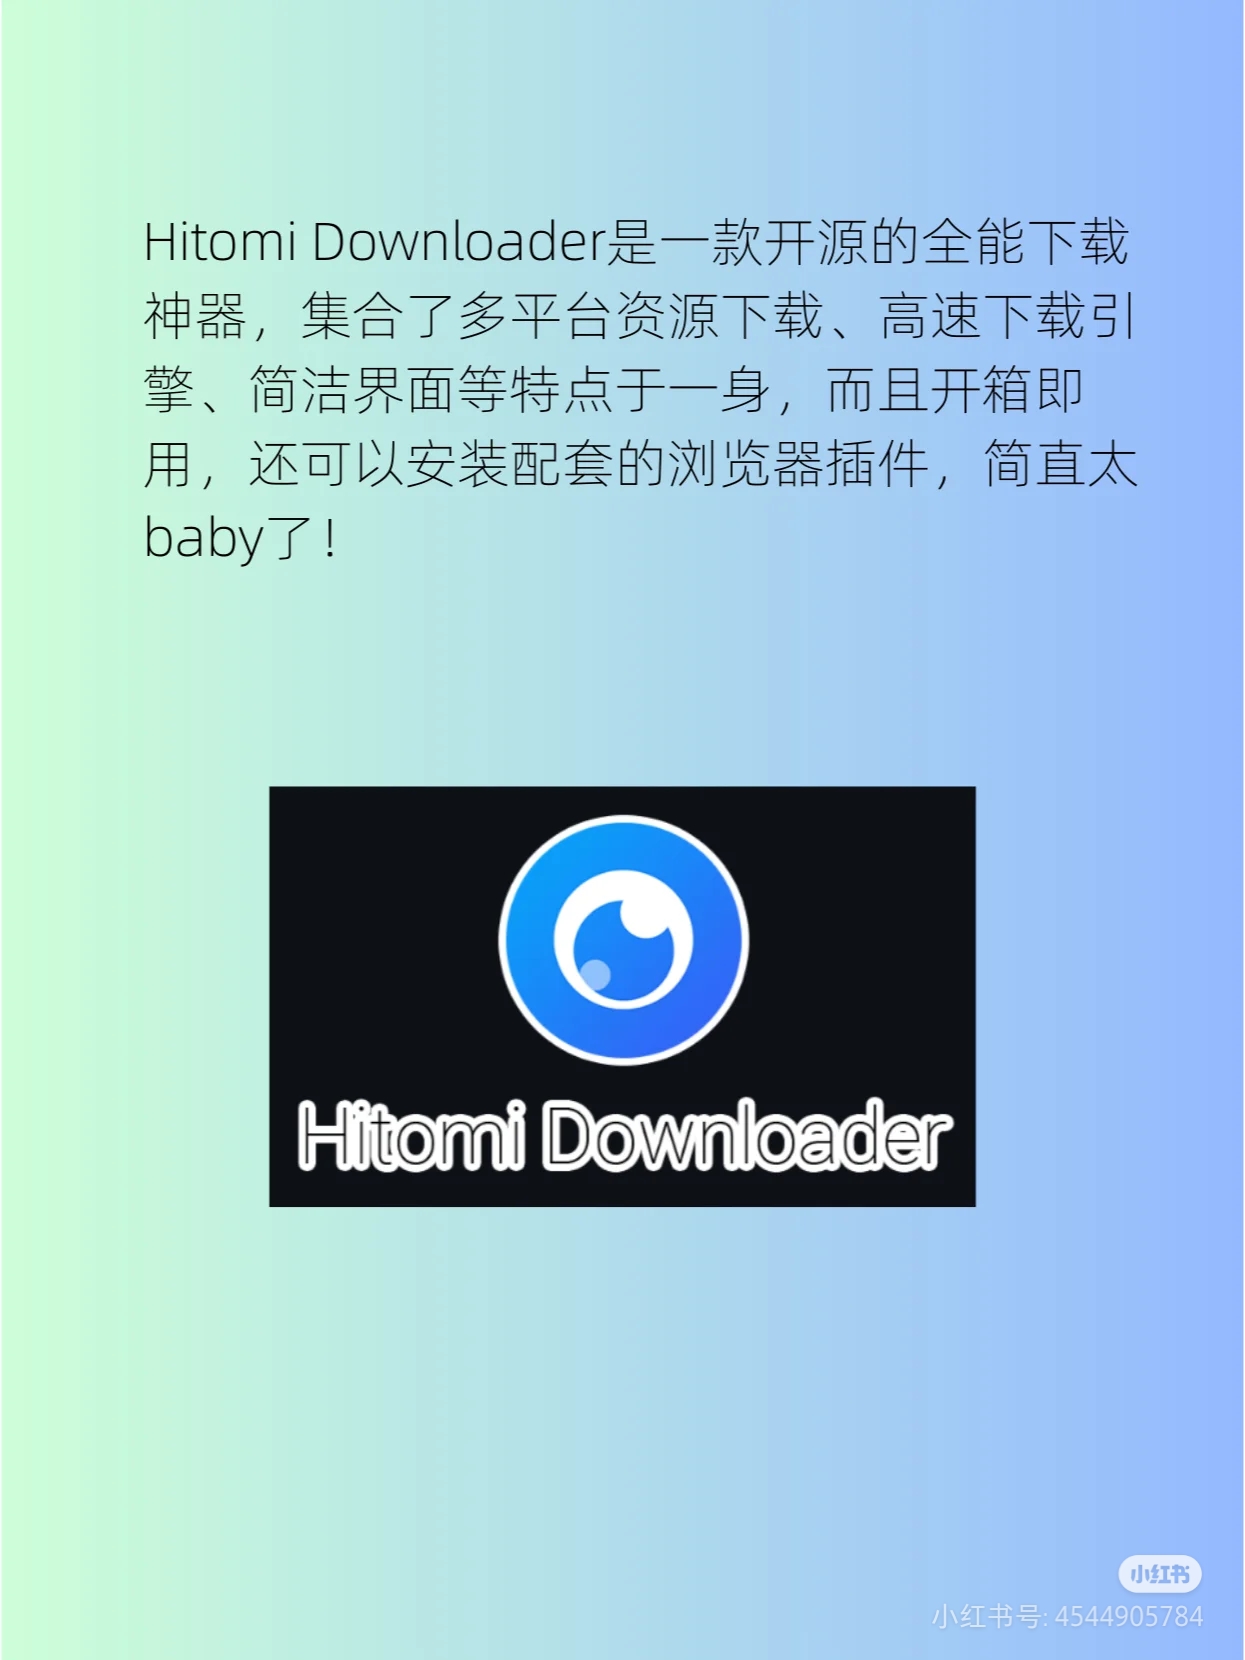 Hitomi Downloader是一款开源的全能下载
神器，集合了多平台资源下载、高速下载引
擎、简洁界面等特点于一身，而且开箱即
用，还可以安装配套的浏览器插件，简直太
baby了！
Hitomi Downloader
小红书
小红书号: 4544905784